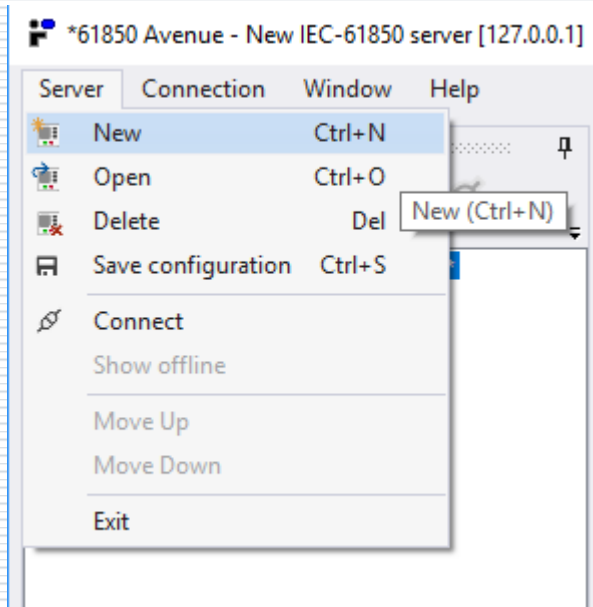 *61850 Avenue - New IEC-61850 server [127.0.0.1]
Server Connection Window Help
New Ctrl+N
Open Ctrl+O
New (Ctrl+N)
Delete Del
Save configuration Ctrl+S
Connect
Show offline
Move Up
Move Down
Exit